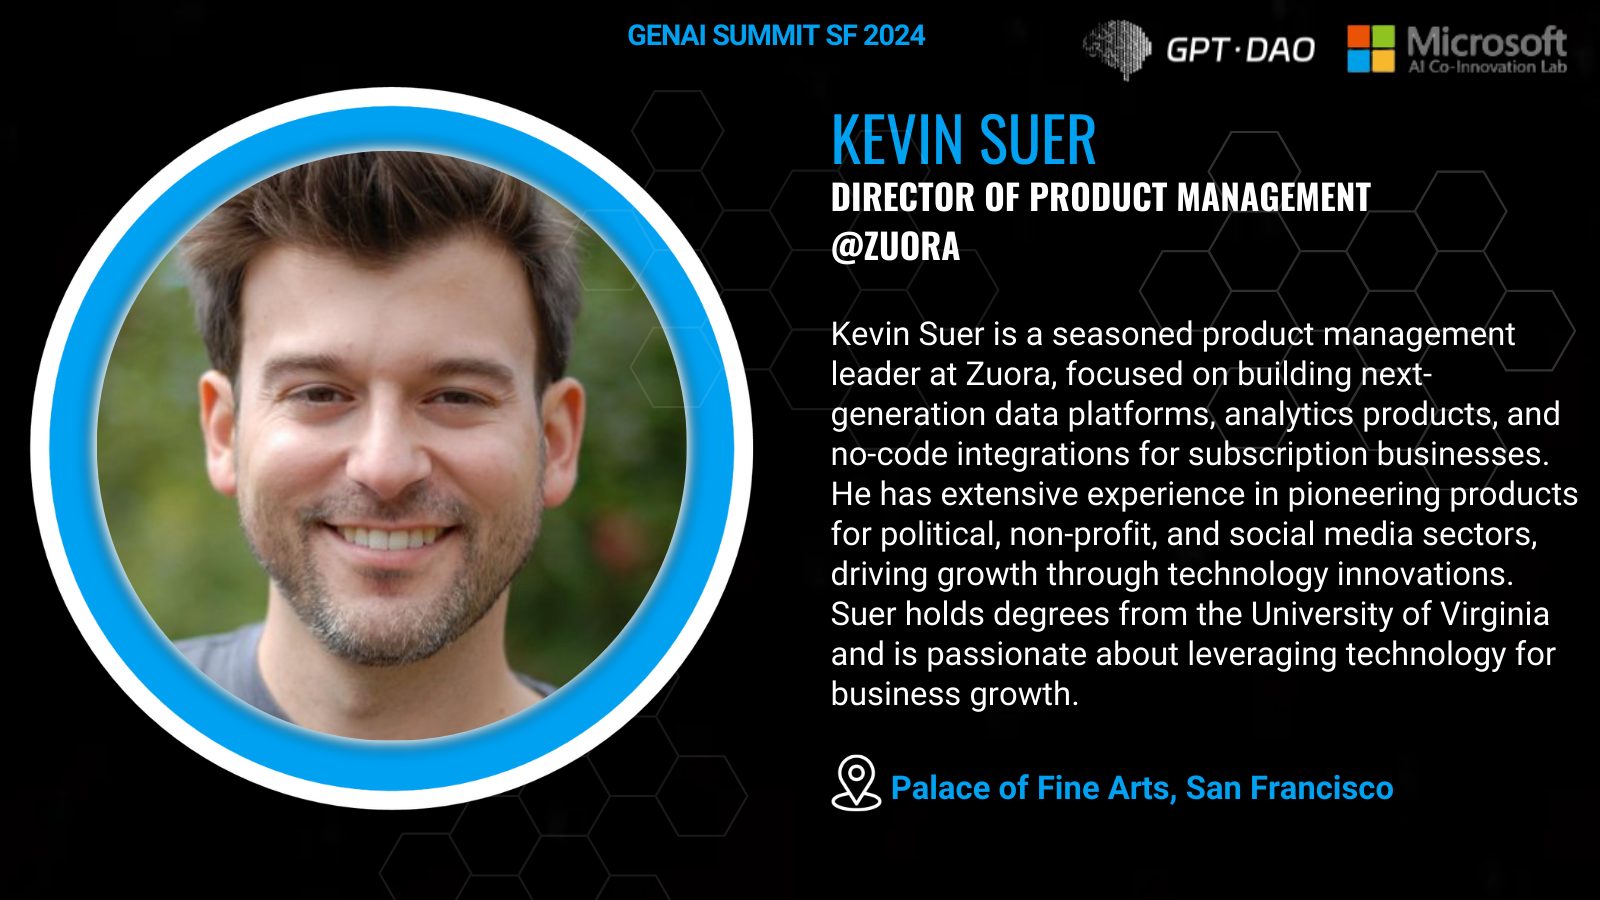 GENAI SUMMIT SF 2024
GPT·DAO
Microsoft
AI Co-Innovation Lab
KEVIN SUER
DIRECTOR OF PRODUCT MANAGEMENT
@ZUORA
Kevin Suer is a seasoned product management
leader at Zuora, focused on building next-
generation data platforms, analytics products, and
no-code integrations for subscription businesses.
He has extensive experience in pioneering products
for political, non-profit, and social media sectors,
driving growth through technology innovations.
Suer holds degrees from the University of Virginia
and is passionate about leveraging technology for
business growth.
Palace of Fine Arts, San Francisco